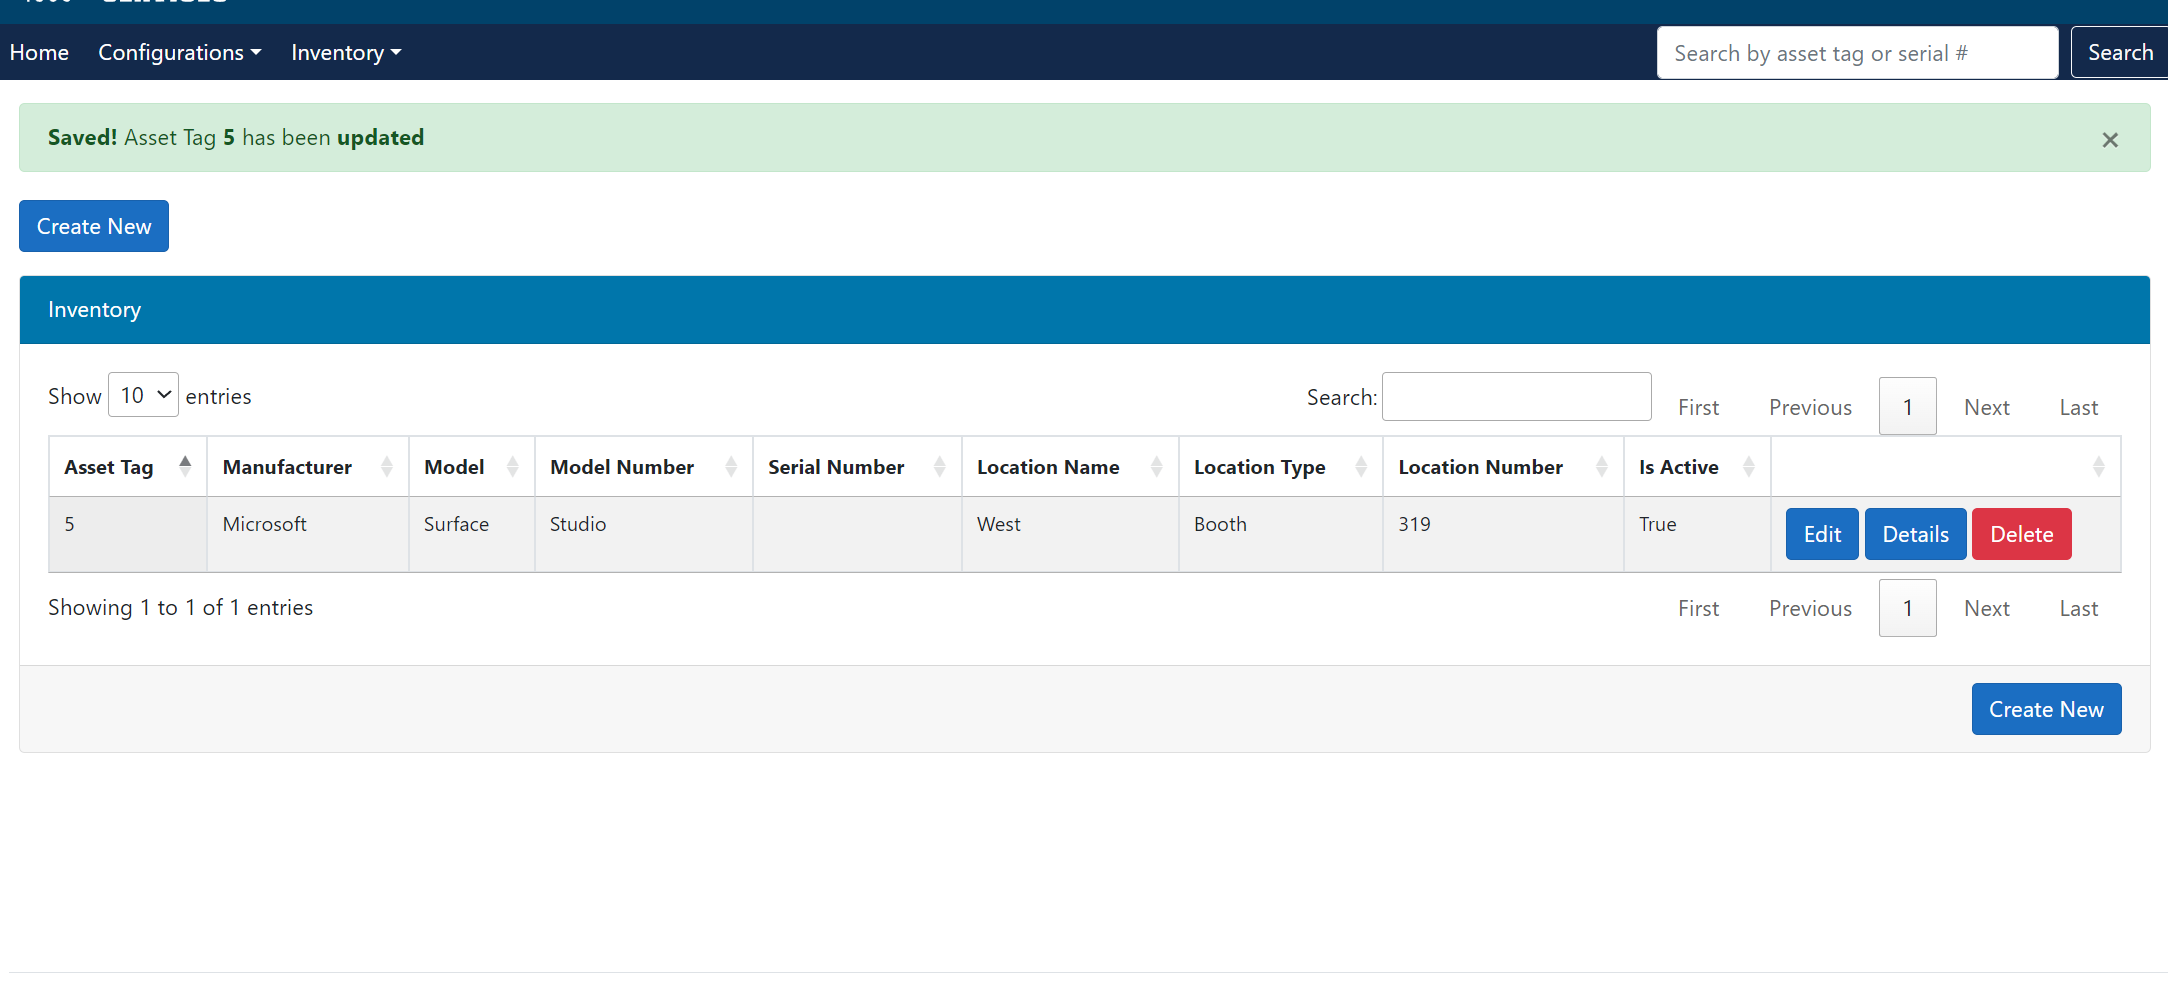 Home Configurations Inventory Search by asset tag or serial # Search
Saved! Asset Tag 5 has been updated ×
Create New
Inventory
Show 10 entries Search: First Previous 1 Next Last
Asset Tag Manufacturer Model Model Number Serial Number Location Name Location Type Location Number Is Active
5 Microsoft Surface Studio West Booth 319 True Edit Details Delete
Showing 1 to 1 of 1 entries First Previous 1 Next Last
Create New